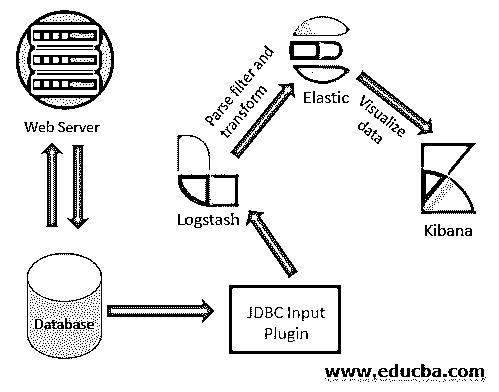 Web Server
Database
JDBC Input
Plugin
Logstash
Parse filter and
transform
Elastic
Visualize
data
Kibana
www.educba.com